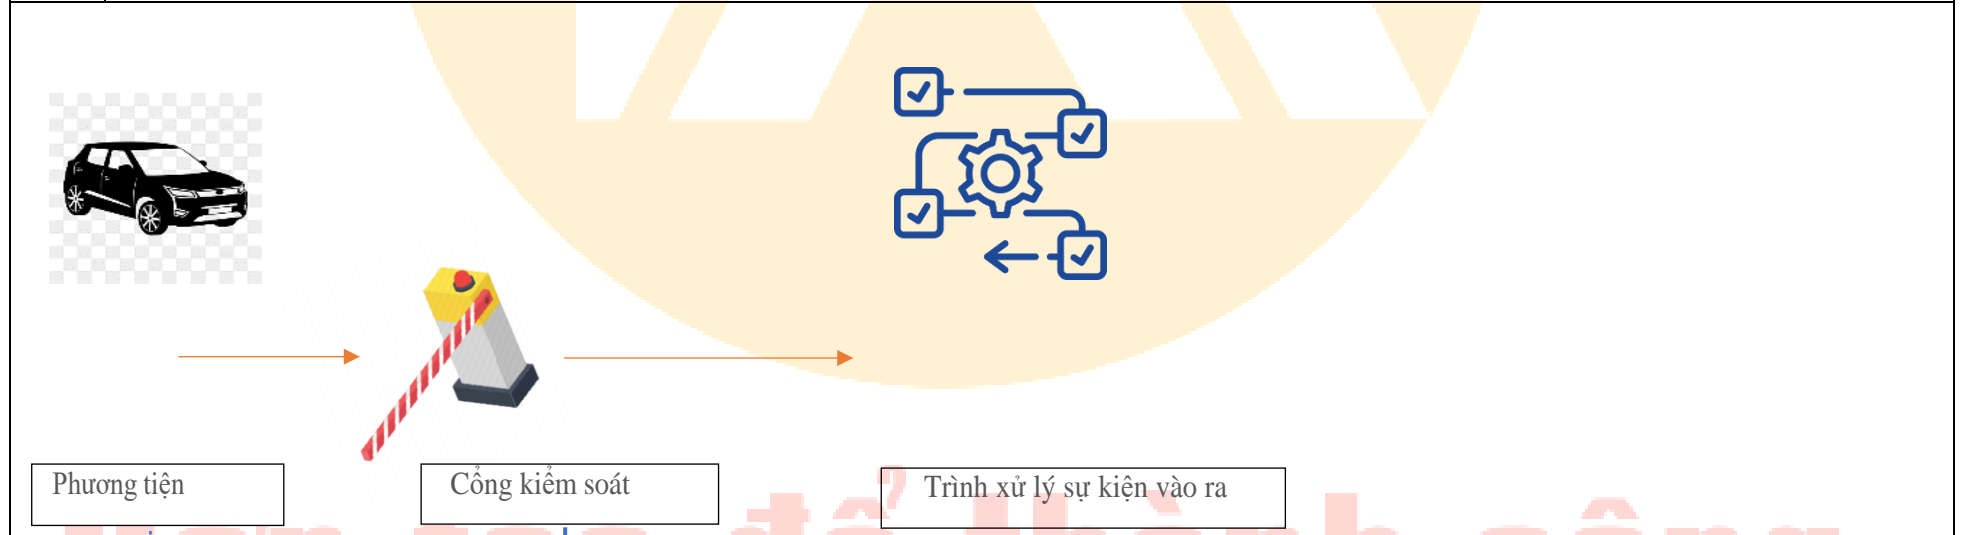 Phương tiện
Cổng kiểm soát
Trình xử lý sự kiện vào ra